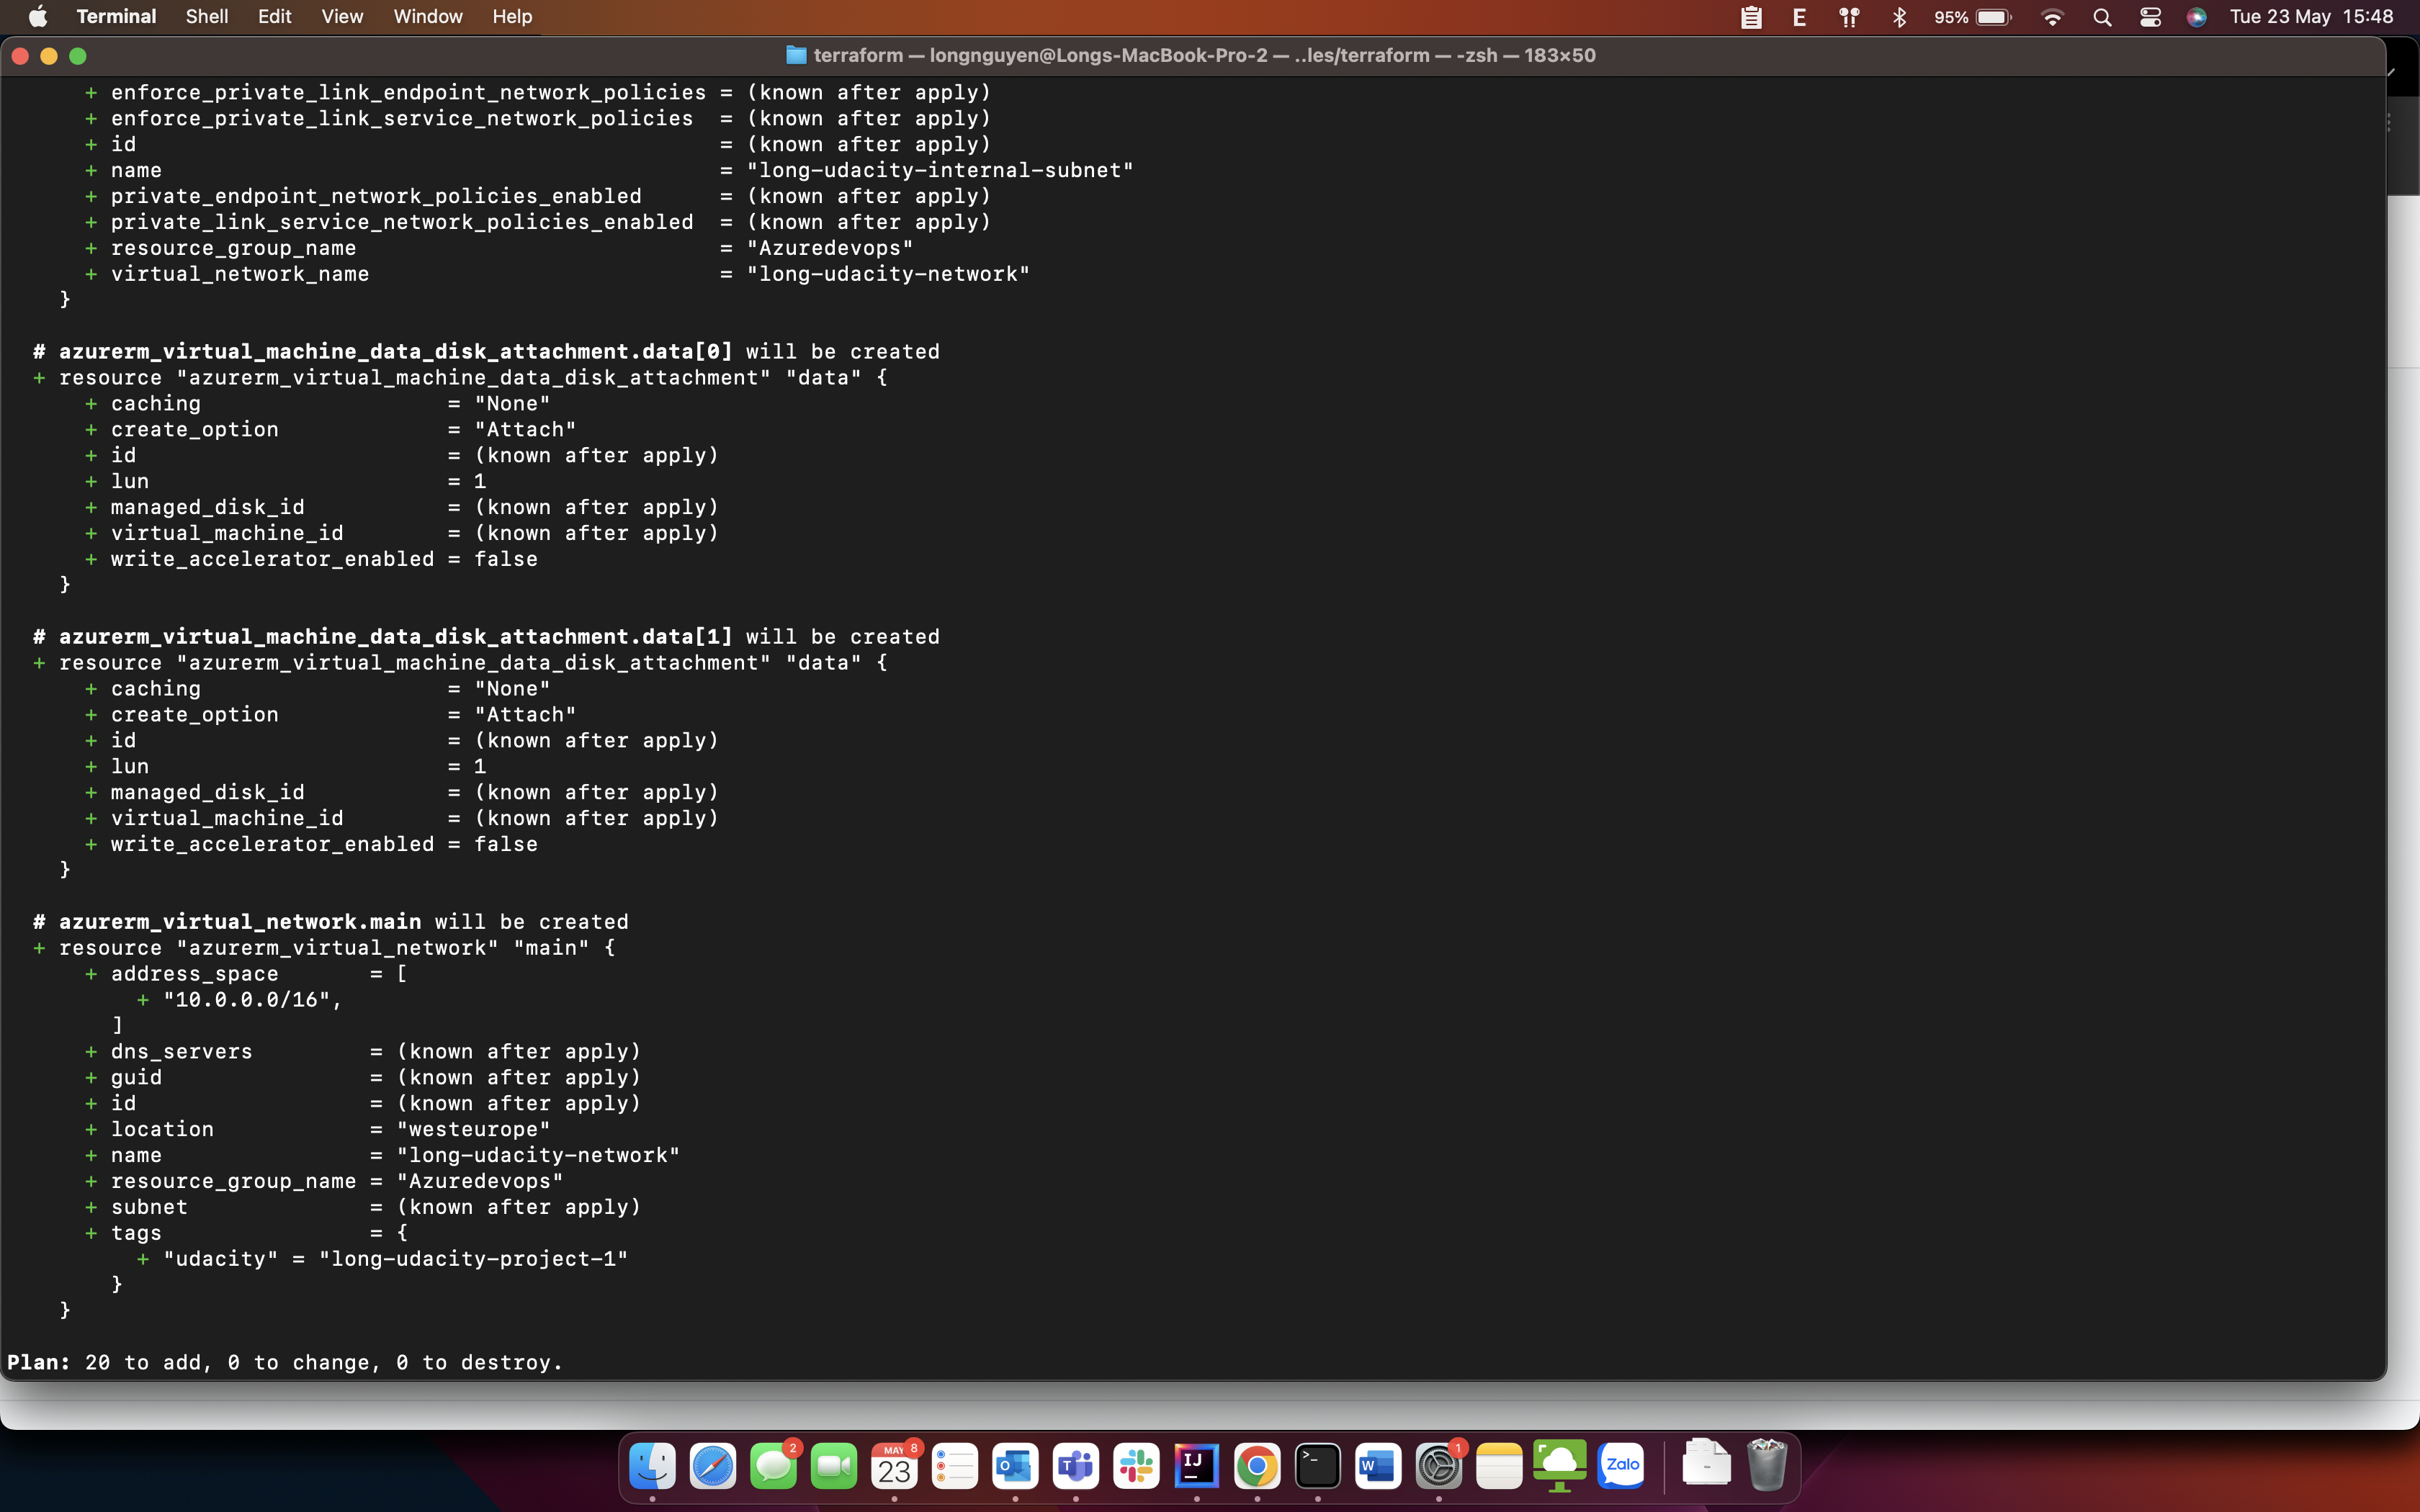 Terminal Shell Edit View Window Help E 95% Tue 23 May 15:48
terraform — longnguyen@Longs-MacBook-Pro-2 — ..les/terraform — -zsh — 183×50
      + enforce_private_link_endpoint_network_policies = (known after apply)
      + enforce_private_link_service_network_policies  = (known after apply)
      + id                                             = (known after apply)
      + name                                           = "long-udacity-internal-subnet"
      + private_endpoint_network_policies_enabled      = (known after apply)
      + private_link_service_network_policies_enabled  = (known after apply)
      + resource_group_name                            = "Azuredevops"
      + virtual_network_name                           = "long-udacity-network"
    }
  # azurerm_virtual_machine_data_disk_attachment.data[0] will be created
  + resource "azurerm_virtual_machine_data_disk_attachment" "data" {
      + caching                   = "None"
      + create_option             = "Attach"
      + id                        = (known after apply)
      + lun                       = 1
      + managed_disk_id           = (known after apply)
      + virtual_machine_id        = (known after apply)
      + write_accelerator_enabled = false
    }
  # azurerm_virtual_machine_data_disk_attachment.data[1] will be created
  + resource "azurerm_virtual_machine_data_disk_attachment" "data" {
      + caching                   = "None"
      + create_option             = "Attach"
      + id                        = (known after apply)
      + lun                       = 1
      + managed_disk_id           = (known after apply)
      + virtual_machine_id        = (known after apply)
      + write_accelerator_enabled = false
    }
  # azurerm_virtual_network.main will be created
  + resource "azurerm_virtual_network" "main" {
      + address_space       = [
          + "10.0.0.0/16",
        ]
      + dns_servers         = (known after apply)
      + guid                = (known after apply)
      + id                  = (known after apply)
      + location            = "westeurope"
      + name                = "long-udacity-network"
      + resource_group_name = "Azuredevops"
      + subnet              = (known after apply)
      + tags                = {
          + "udacity" = "long-udacity-project-1"
        }
    }
Plan: 20 to add, 0 to change, 0 to destroy.
2 MAY 8 1
23 O T IJ >_ W Zalo